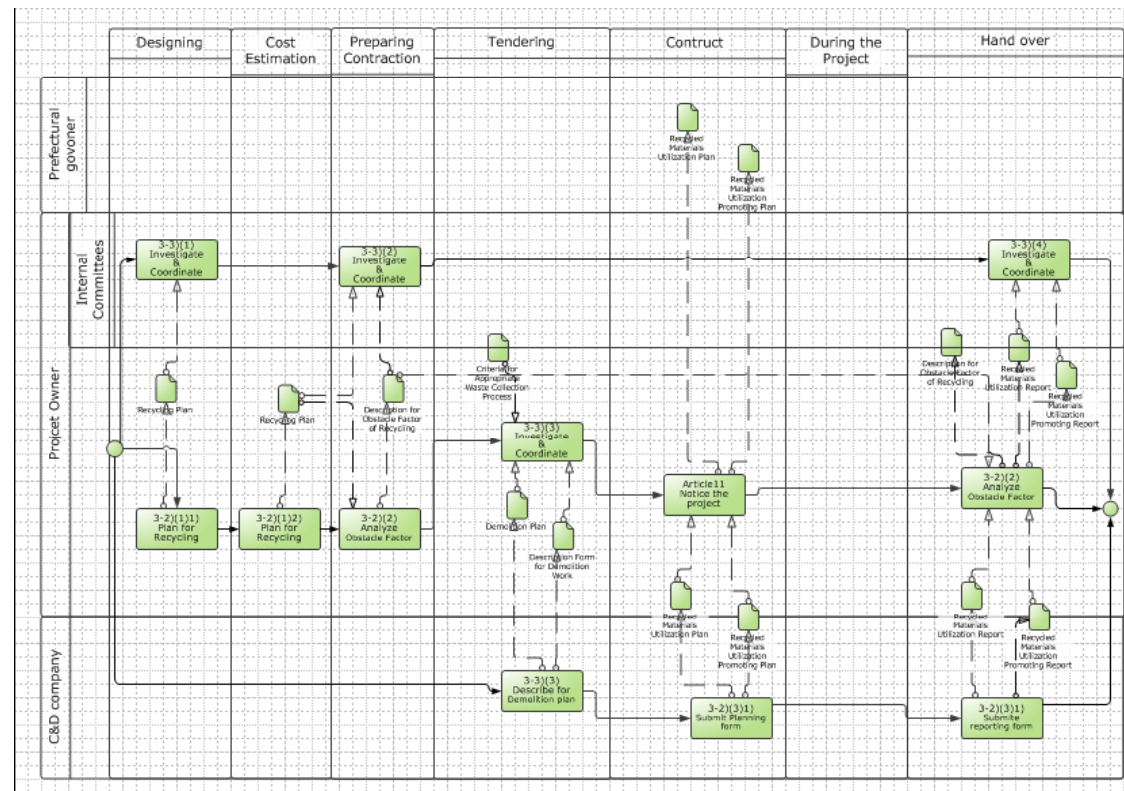 Designing
Cost
Estimation
Preparing
Contraction
Tendering
Contruct
During the
Project
Hand over
Prefectural
govoner
Recycled
Materials
Utilization Plan
Recycled
Materials
Utilization
Promoting Plan
Projcet Owner
Internal
Committees
3-3)(1)
Investigate
&
Coordinate
3-3)(2)
Investigate
&
Coordinate
3-3)(4)
Investigate
&
Coordinate
Recycling Plan
Recycling Plan
Description for
Obstacle Factor
of Recycling
Criteria for
Appropriate
Waste Collection
Process
Description for
Obstacle Factor
of Recycling
Recycled
Materials
Utilization Report
Recycled
Materials
Utilization
Promoting Report
3-3)(3)
Investigate
&
Coordinate
3-2)(1)1)
Plan for
Recycling
3-2)(1)2)
Plan for
Recycling
3-2)(2)
Analyze
Obstacle Factor
Article11
Notice the
project
3-2)(2)
Analyze
Obstacle Factor
Demolition Plan
Description Form
for Demolition
Work
Recycled
Materials
Utilization Plan
Recycled
Materials
Utilization
Promoting Plan
Recycled
Materials
Utilization Report
Recycled
Materials
Utilization
Promoting Report
C&D company
3-3)(3)
Describe for
Demolition plan
3-2)(3)1)
Submit Planning
form
3-2)(3)1)
Submite
reporting form